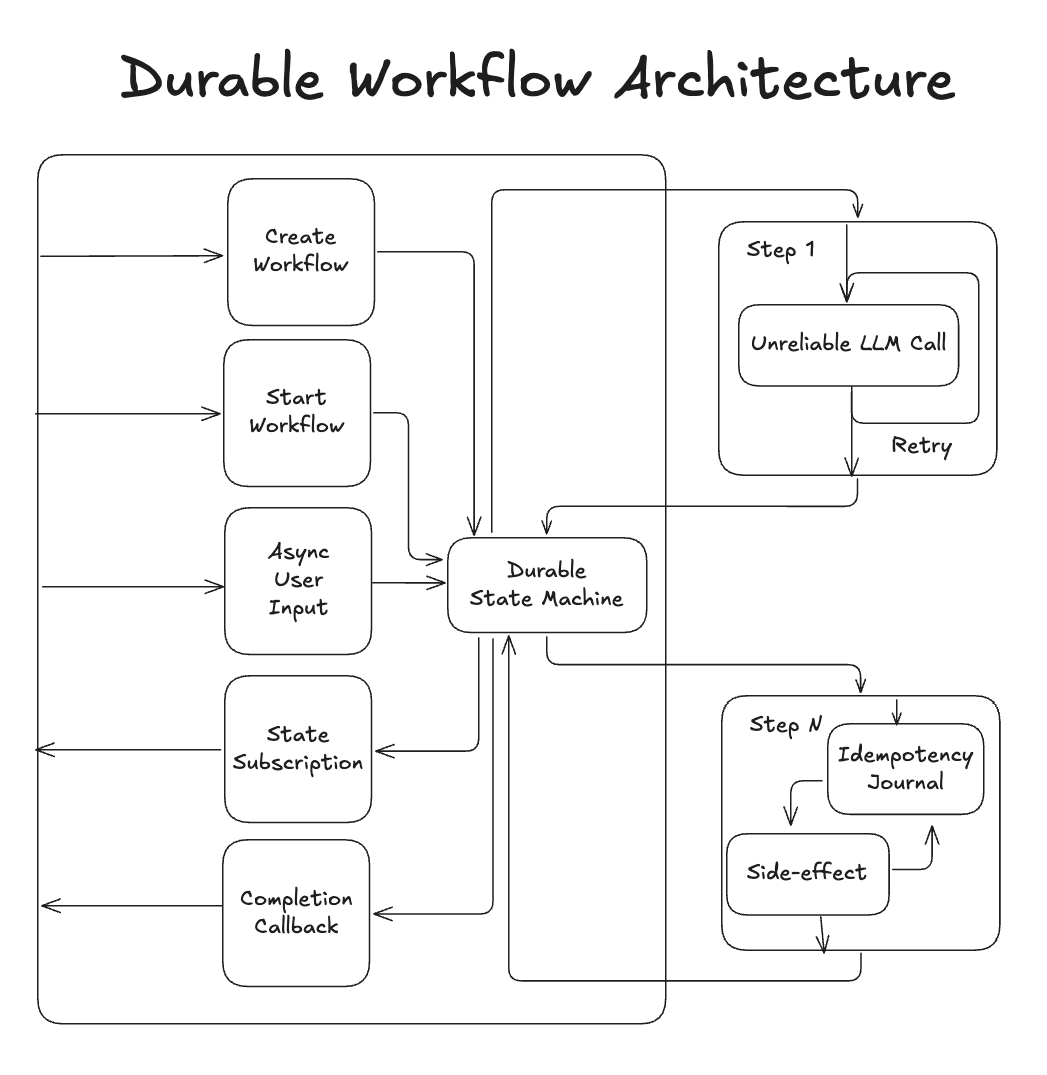 Durable Workflow Architecture
Create
Workflow
Start
Workflow
Async
User
Input
State
Subscription
Completion
Callback
Durable
State Machine
Step 1
Unreliable LLM Call
Retry
Step N
Idempotency
Journal
Side-effect